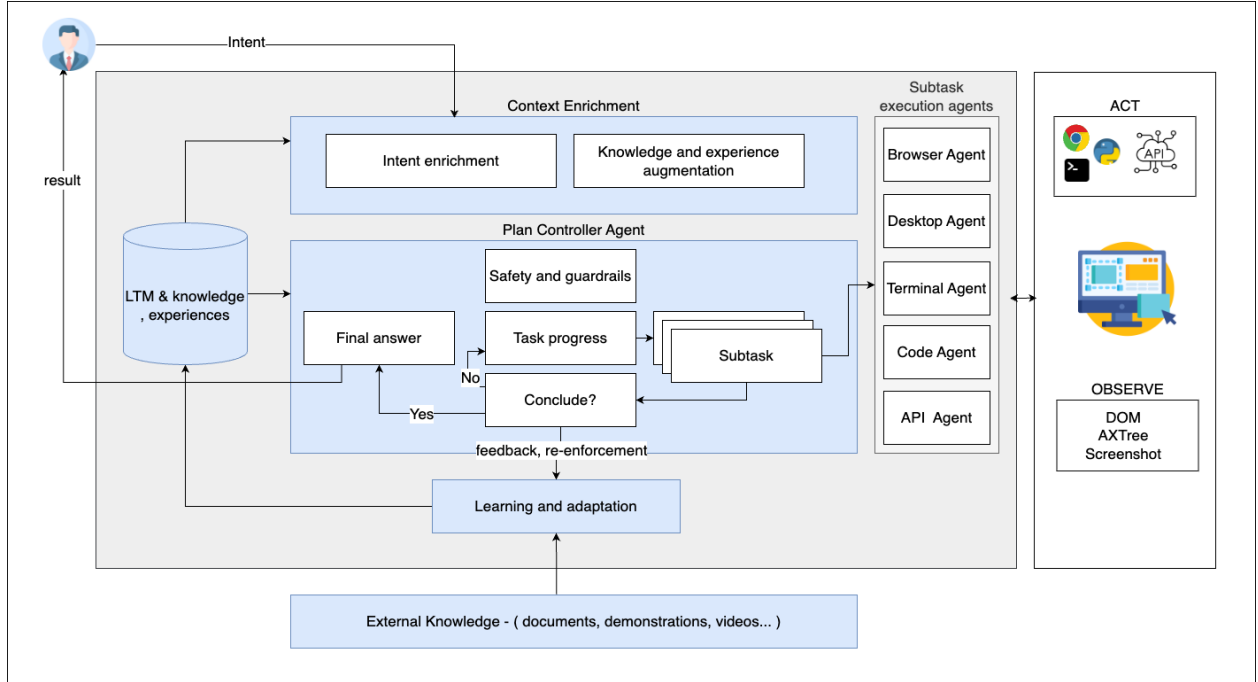 Intent
Subtask
execution agents
Context Enrichment
ACT
Intent enrichment
Knowledge and experience
augmentation
Browser Agent
API
result
Plan Controller Agent
Desktop Agent
Safety and guardrails
LTM & knowledge
, experiences
Terminal Agent
Final answer
Task progress
Subtask
Code Agent
No
Conclude?
Yes
API Agent
OBSERVE
DOM
AXTree
Screenshot
feedback, re-enforcement
Learning and adaptation
External Knowledge - ( documents, demonstrations, videos... )